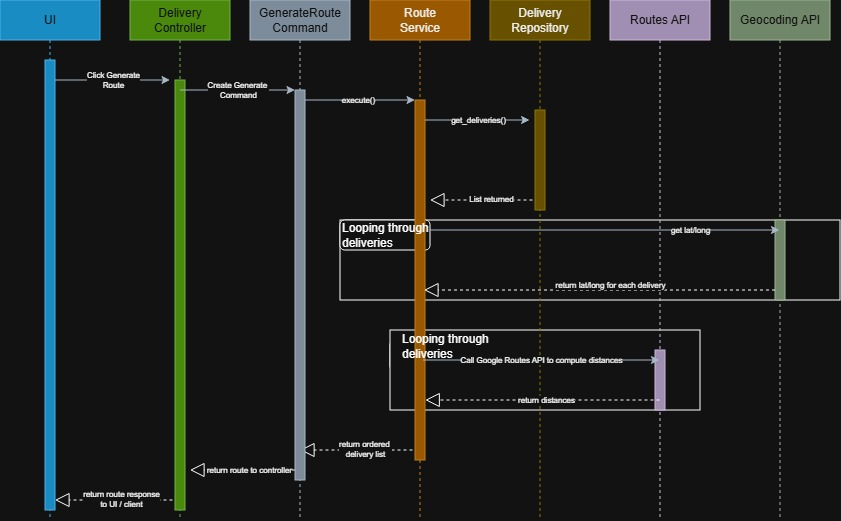 UI
Delivery
Controller
GenerateRoute
Command
Route
Service
Delivery
Repository
Routes API
Geocoding API
Click Generate
Route
Create Generate
Command
execute()
get_deliveries()
List returned
Looping through
deliveries
get lat/long
return lat/long for each delivery
Looping through
deliveries
Call Google Routes API to compute distances
return distances
return ordered
delivery list
return route to controller
return route response
to UI / client